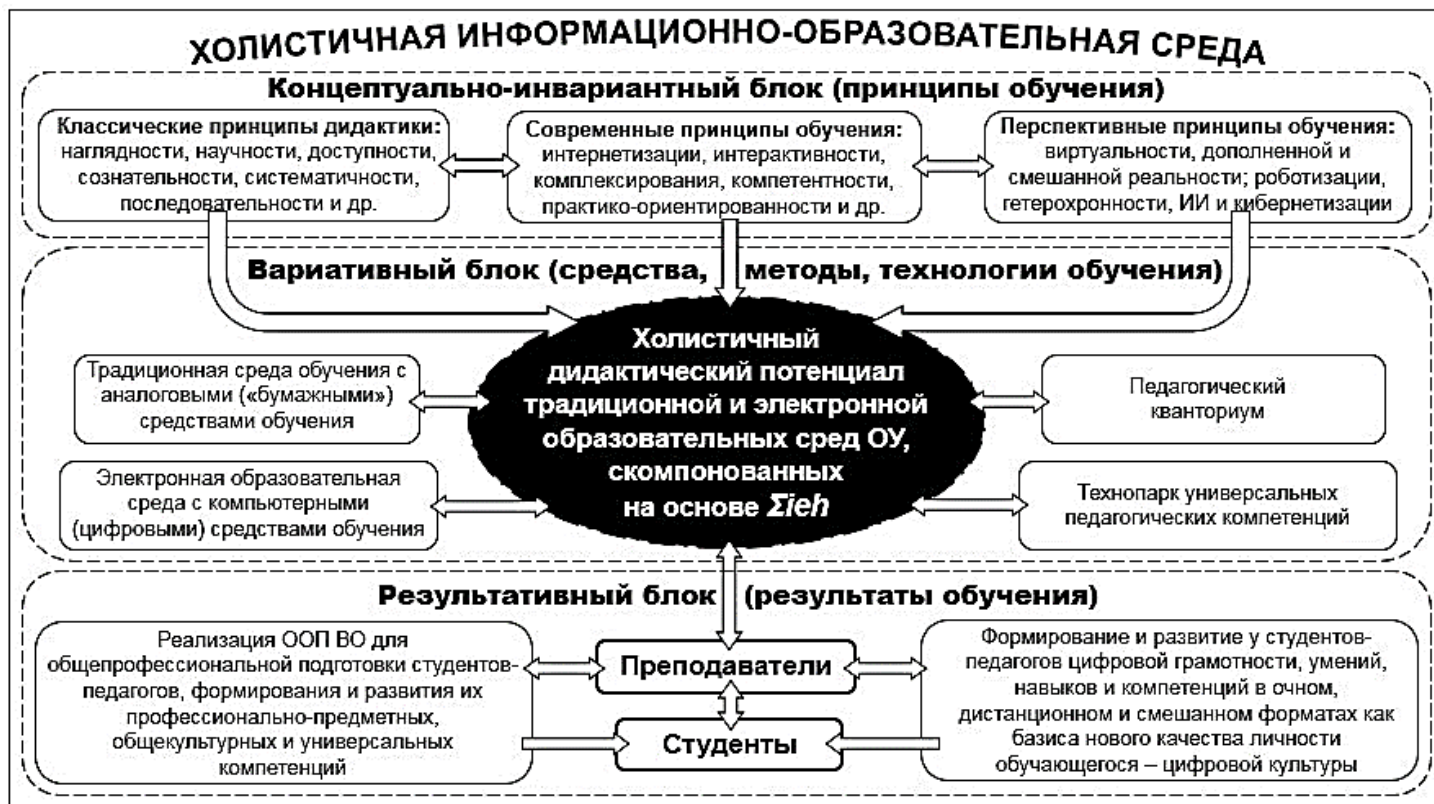 ХОЛИСТИЧНАЯ ИНФОРМАЦИОННО-ОБРАЗОВАТЕЛЬНАЯ СРЕДА
Концептуально-инвариантный блок (принципы обучения)
Классические принципы дидактики:
наглядности, научности, доступности,
сознательности, систематичности,
последовательности и др.
Современные принципы обучения:
интернетизации, интерактивности,
комплексирования, компетентности,
практико-ориентированности и др.
Перспективные принципы обучения:
виртуальности, дополненной и
смешанной реальности; роботизации,
гетерохронности, ИИ и кибернетизации
Вариативный блок (средства, методы, технологии обучения)
Холистичный
дидактический потенциал
традиционной и электронной
образовательных сред ОУ,
скомпонованных
на основе Σieh
Традиционная среда обучения с
аналоговыми («бумажными»)
средствами обучения
Электронная образовательная
среда с компьютерными
(цифровыми) средствами обучения
Педагогический
кванториум
Технопарк универсальных
педагогических компетенций
Результативный блок (результаты обучения)
Реализация ООП ВО для
общепрофессиональной подготовки студентов-
педагогов, формирования и развития их
профессионально-предметных,
общекультурных и универсальных
компетенций
Преподаватели
Студенты
Формирование и развитие у студентов-
педагогов цифровой грамотности, умений,
навыков и компетенций в очном,
дистанционном и смешанном форматах как
базиса нового качества личности
обучающегося – цифровой культуры